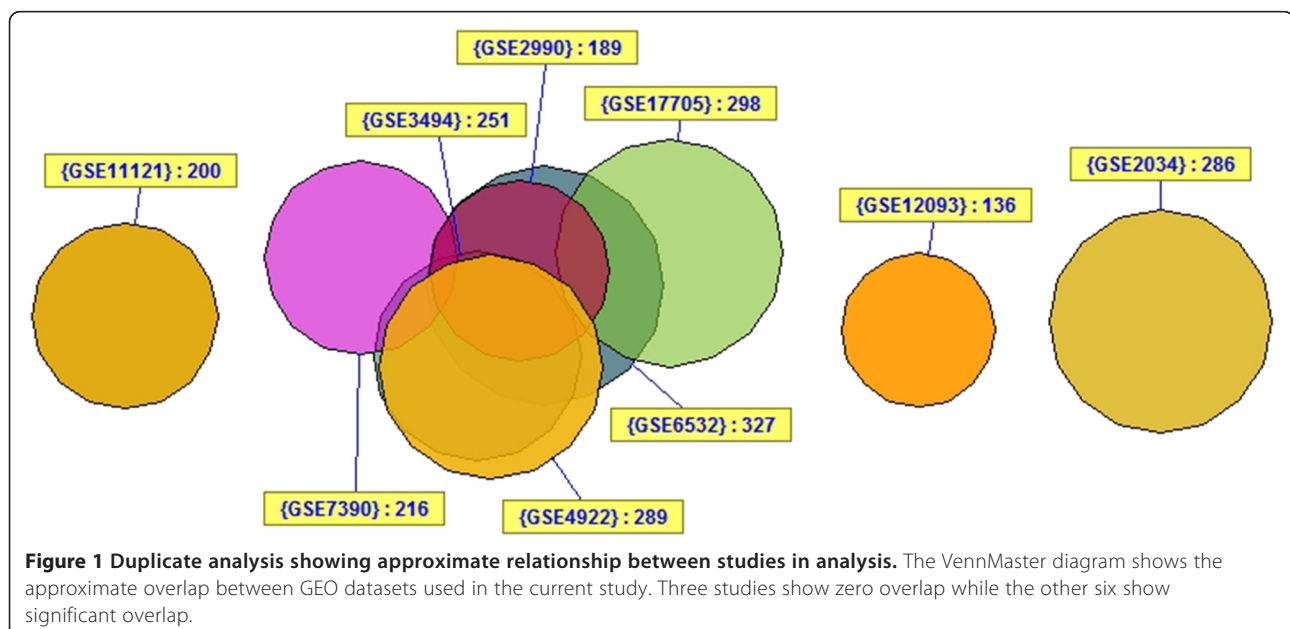 {GSE2990} : 189
{GSE17705} : 298
{GSE3494} : 251
{GSE11121} : 200
{GSE2034} : 286
{GSE12093} : 136
{GSE6532} : 327
{GSE7390} : 216
{GSE4922} : 289
Figure 1 Duplicate analysis showing approximate relationship between studies in analysis. The VennMaster diagram shows the
approximate overlap between GEO datasets used in the current study. Three studies show zero overlap while the other six show
significant overlap.